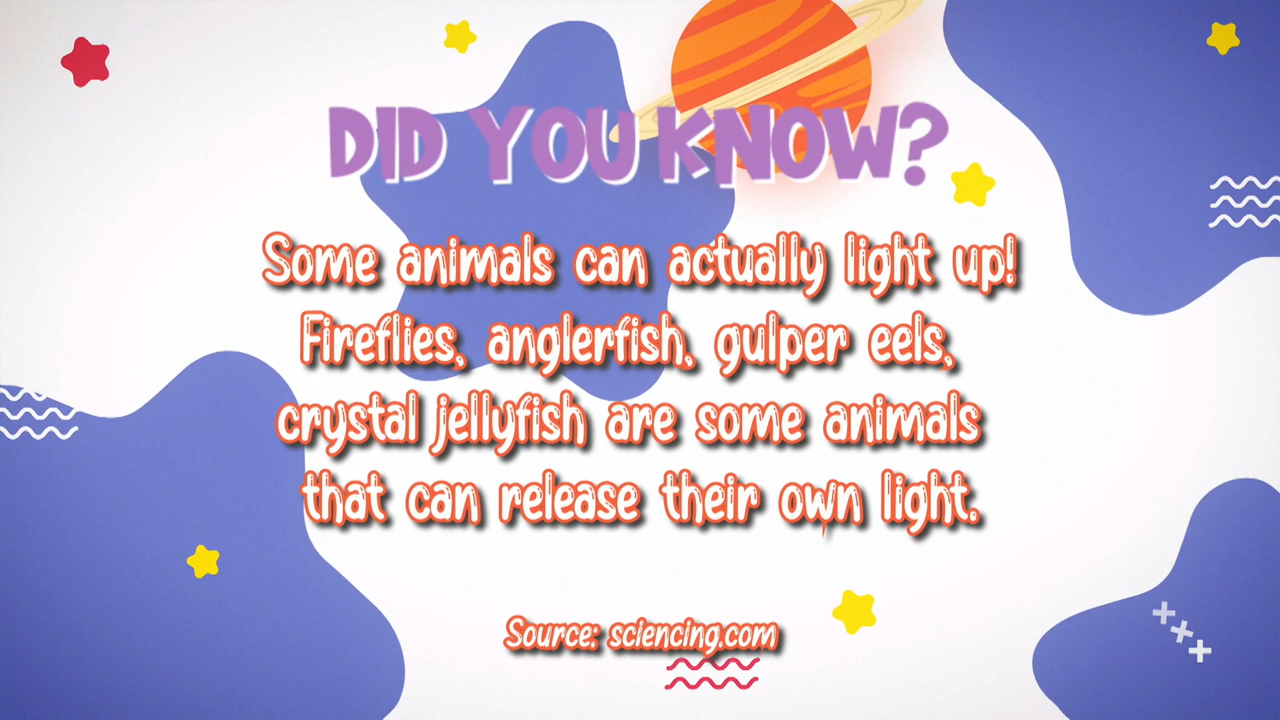 DID YOU KNOW?
Some animals can actually light up!
Fireflies, anglerfish, gulper eels,
crystal jellyfish are some animals
that can release their own light.
Source: sciencing.com